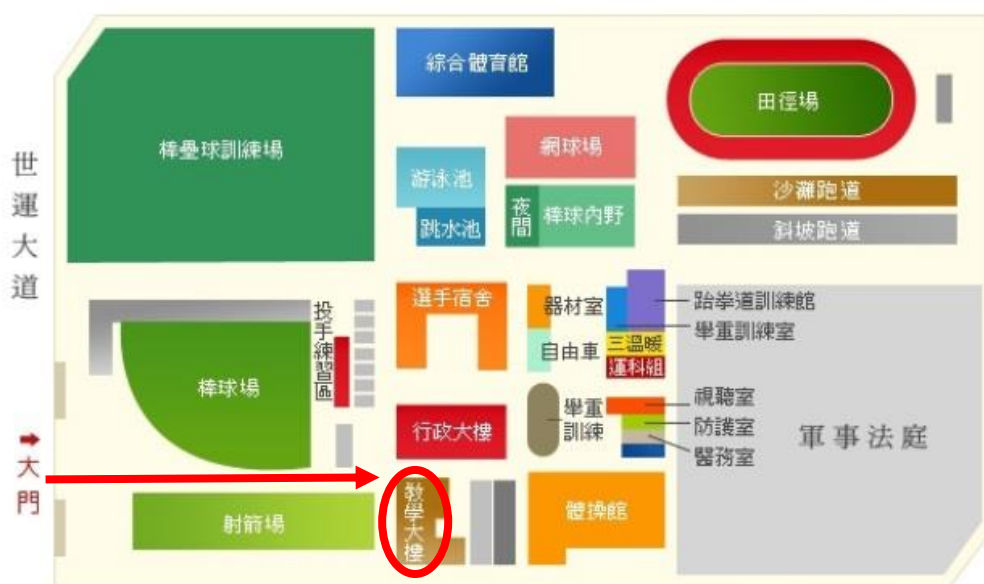 綜合體育館
田徑場
棒壘球訓練場
網球場
游泳池
跳水池
夜間
棒球內野
沙灘跑道
斜坡跑道
世運大道
選手宿舍
器材室
跆拳道訓練館
舉重訓練室
自由車
三溫暖
運科組
投手練習區
棒球場
行政大樓
舉重
訓練
視聽室
防護室
醫務室
軍事法庭
大門
射箭場
教學大樓
體操館